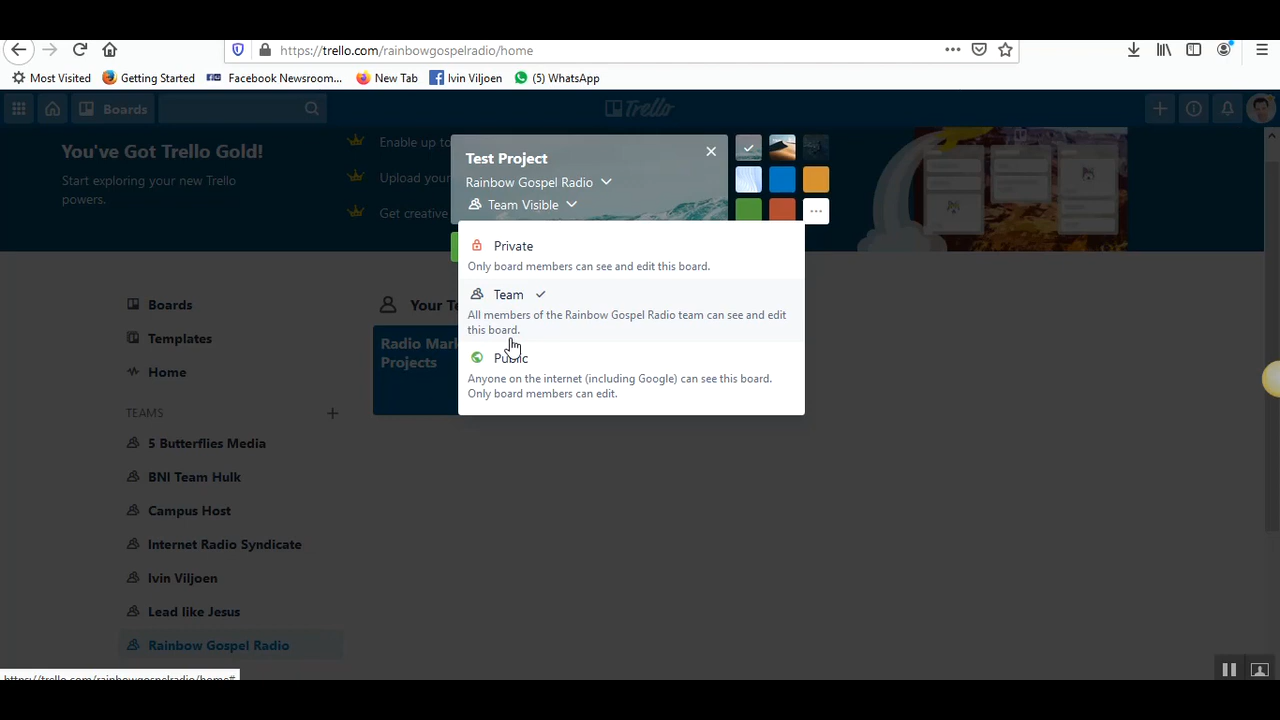 https://trello.com/rainbowgospelradio/home
Most Visited Getting Started Facebook Newsroom... New Tab Ivin Viljoen (5) WhatsApp
Boards Trello
You've Got Trello Gold!
Start exploring your new Trello
powers.
Enable up to
Upload your
Get creative
Test Project
Rainbow Gospel Radio
Team Visible
Private
Only board members can see and edit this board.
Team
All members of the Rainbow Gospel Radio team can see and edit
this board.
Public
Anyone on the internet (including Google) can see this board.
Only board members can edit.
Boards
Templates
Home
TEAMS
5 Butterflies Media
BNI Team Hulk
Campus Host
Internet Radio Syndicate
Ivin Viljoen
Lead like Jesus
Rainbow Gospel Radio
Your Te
Radio Mark
Projects
https://trello.com/rainbowgospelradio/home#